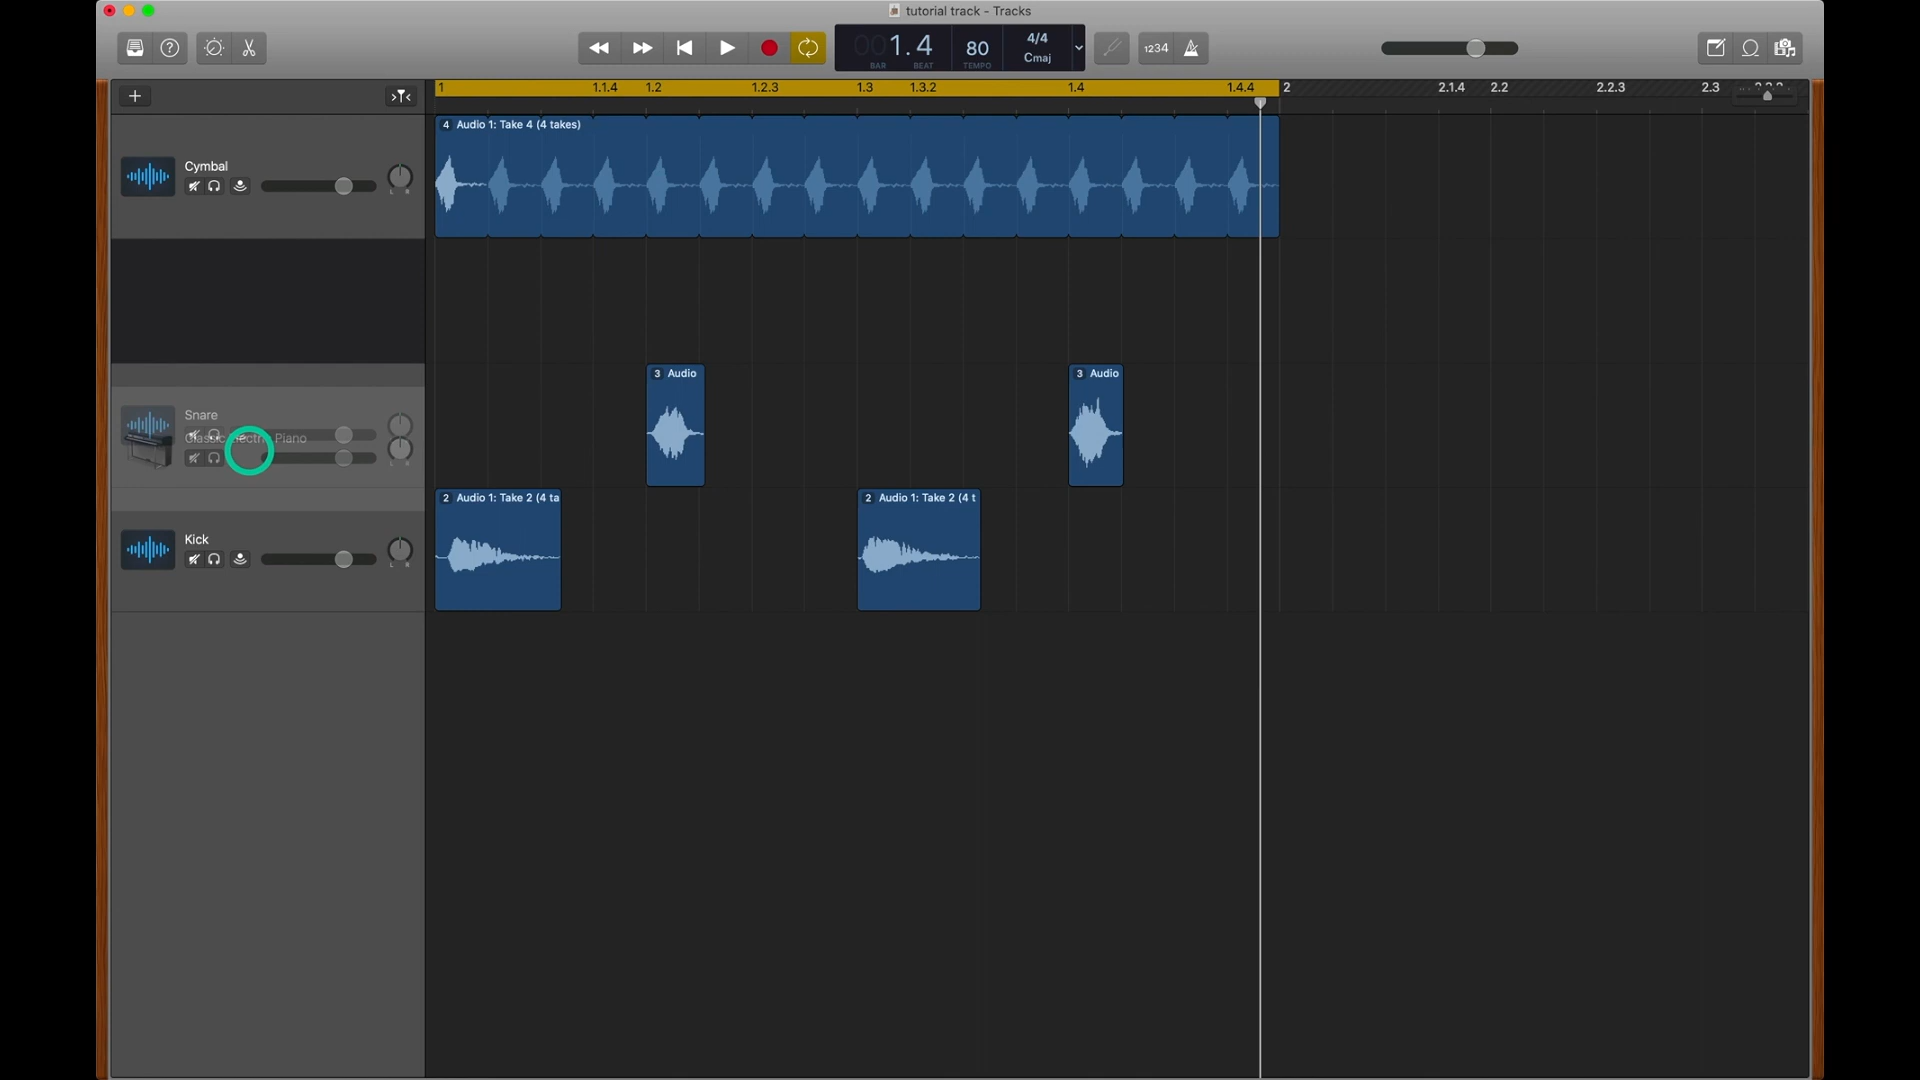 tutorial track - Tracks
001.4
BAR BEAT
80
TEMPO
4/4
Cmaj
1234
1 1.1.4 1.2 1.2.3 1.3 1.3.2 1.4 1.4.4 2 2.1.4 2.2 2.2.3 2.3
4 Audio 1: Take 4 (4 takes)
Cymbal
L R
3 Audio
3 Audio
Snare
Classic Electric Piano
2 Audio 1: Take 2 (4 ta
2 Audio 1: Take 2 (4 t
Kick
L R